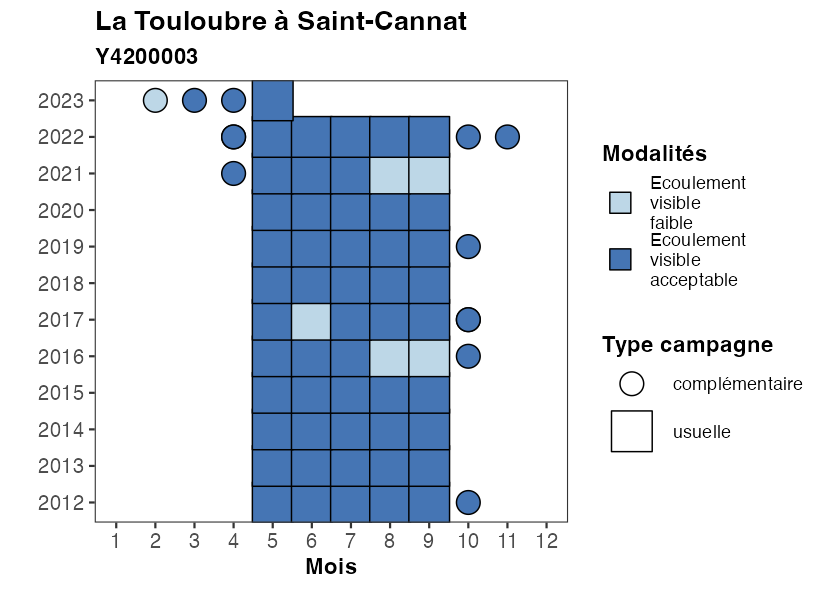 La Touloubre à Saint-Cannat
Y4200003
2023
2022
2021
2020
2019
2018
2017
2016
2015
2014
2013
2012
1 2 3 4 5 6 7 8 9 10 11 12
Mois
Modalités
Ecoulement
visible
faible
Ecoulement
visible
acceptable
Type campagne
complémentaire
usuelle